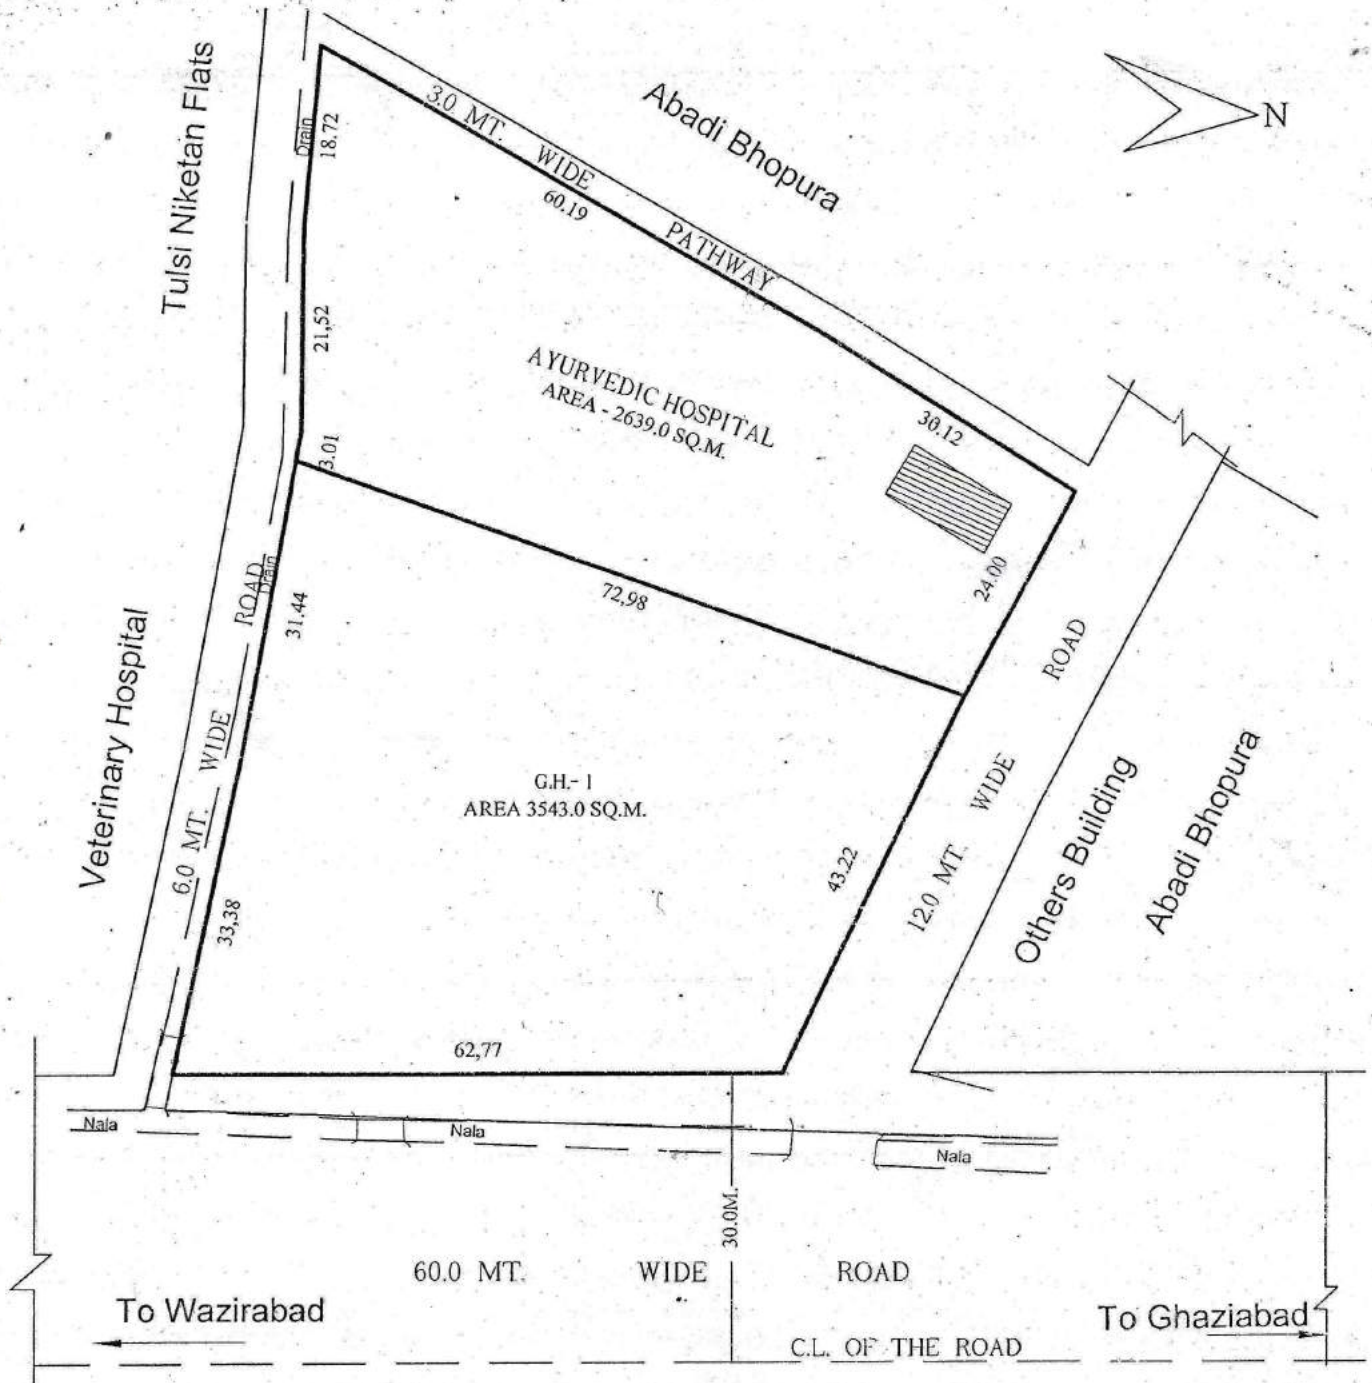 Tulsi Niketan Flats
Drain
18.72
3.0 MT. WIDE PATHWAY
60.19
Abadi Bhopura
N
21,52
AYURVEDIC HOSPITAL
AREA - 2639.0 SQ.M.
30.12
3.01
72,98
24.00
Drain
31.44
Veterinary Hospital
6.0 MT. WIDE ROAD
33,38
G.H.- 1
AREA 3543.0 SQ.M.
43.22
12.0 MT. WIDE ROAD
Others Building
Abadi Bhopura
62,77
Nala
Nala
Nala
30.0M.
60.0 MT. WIDE ROAD
To Wazirabad
To Ghaziabad
C.L. OF THE ROAD